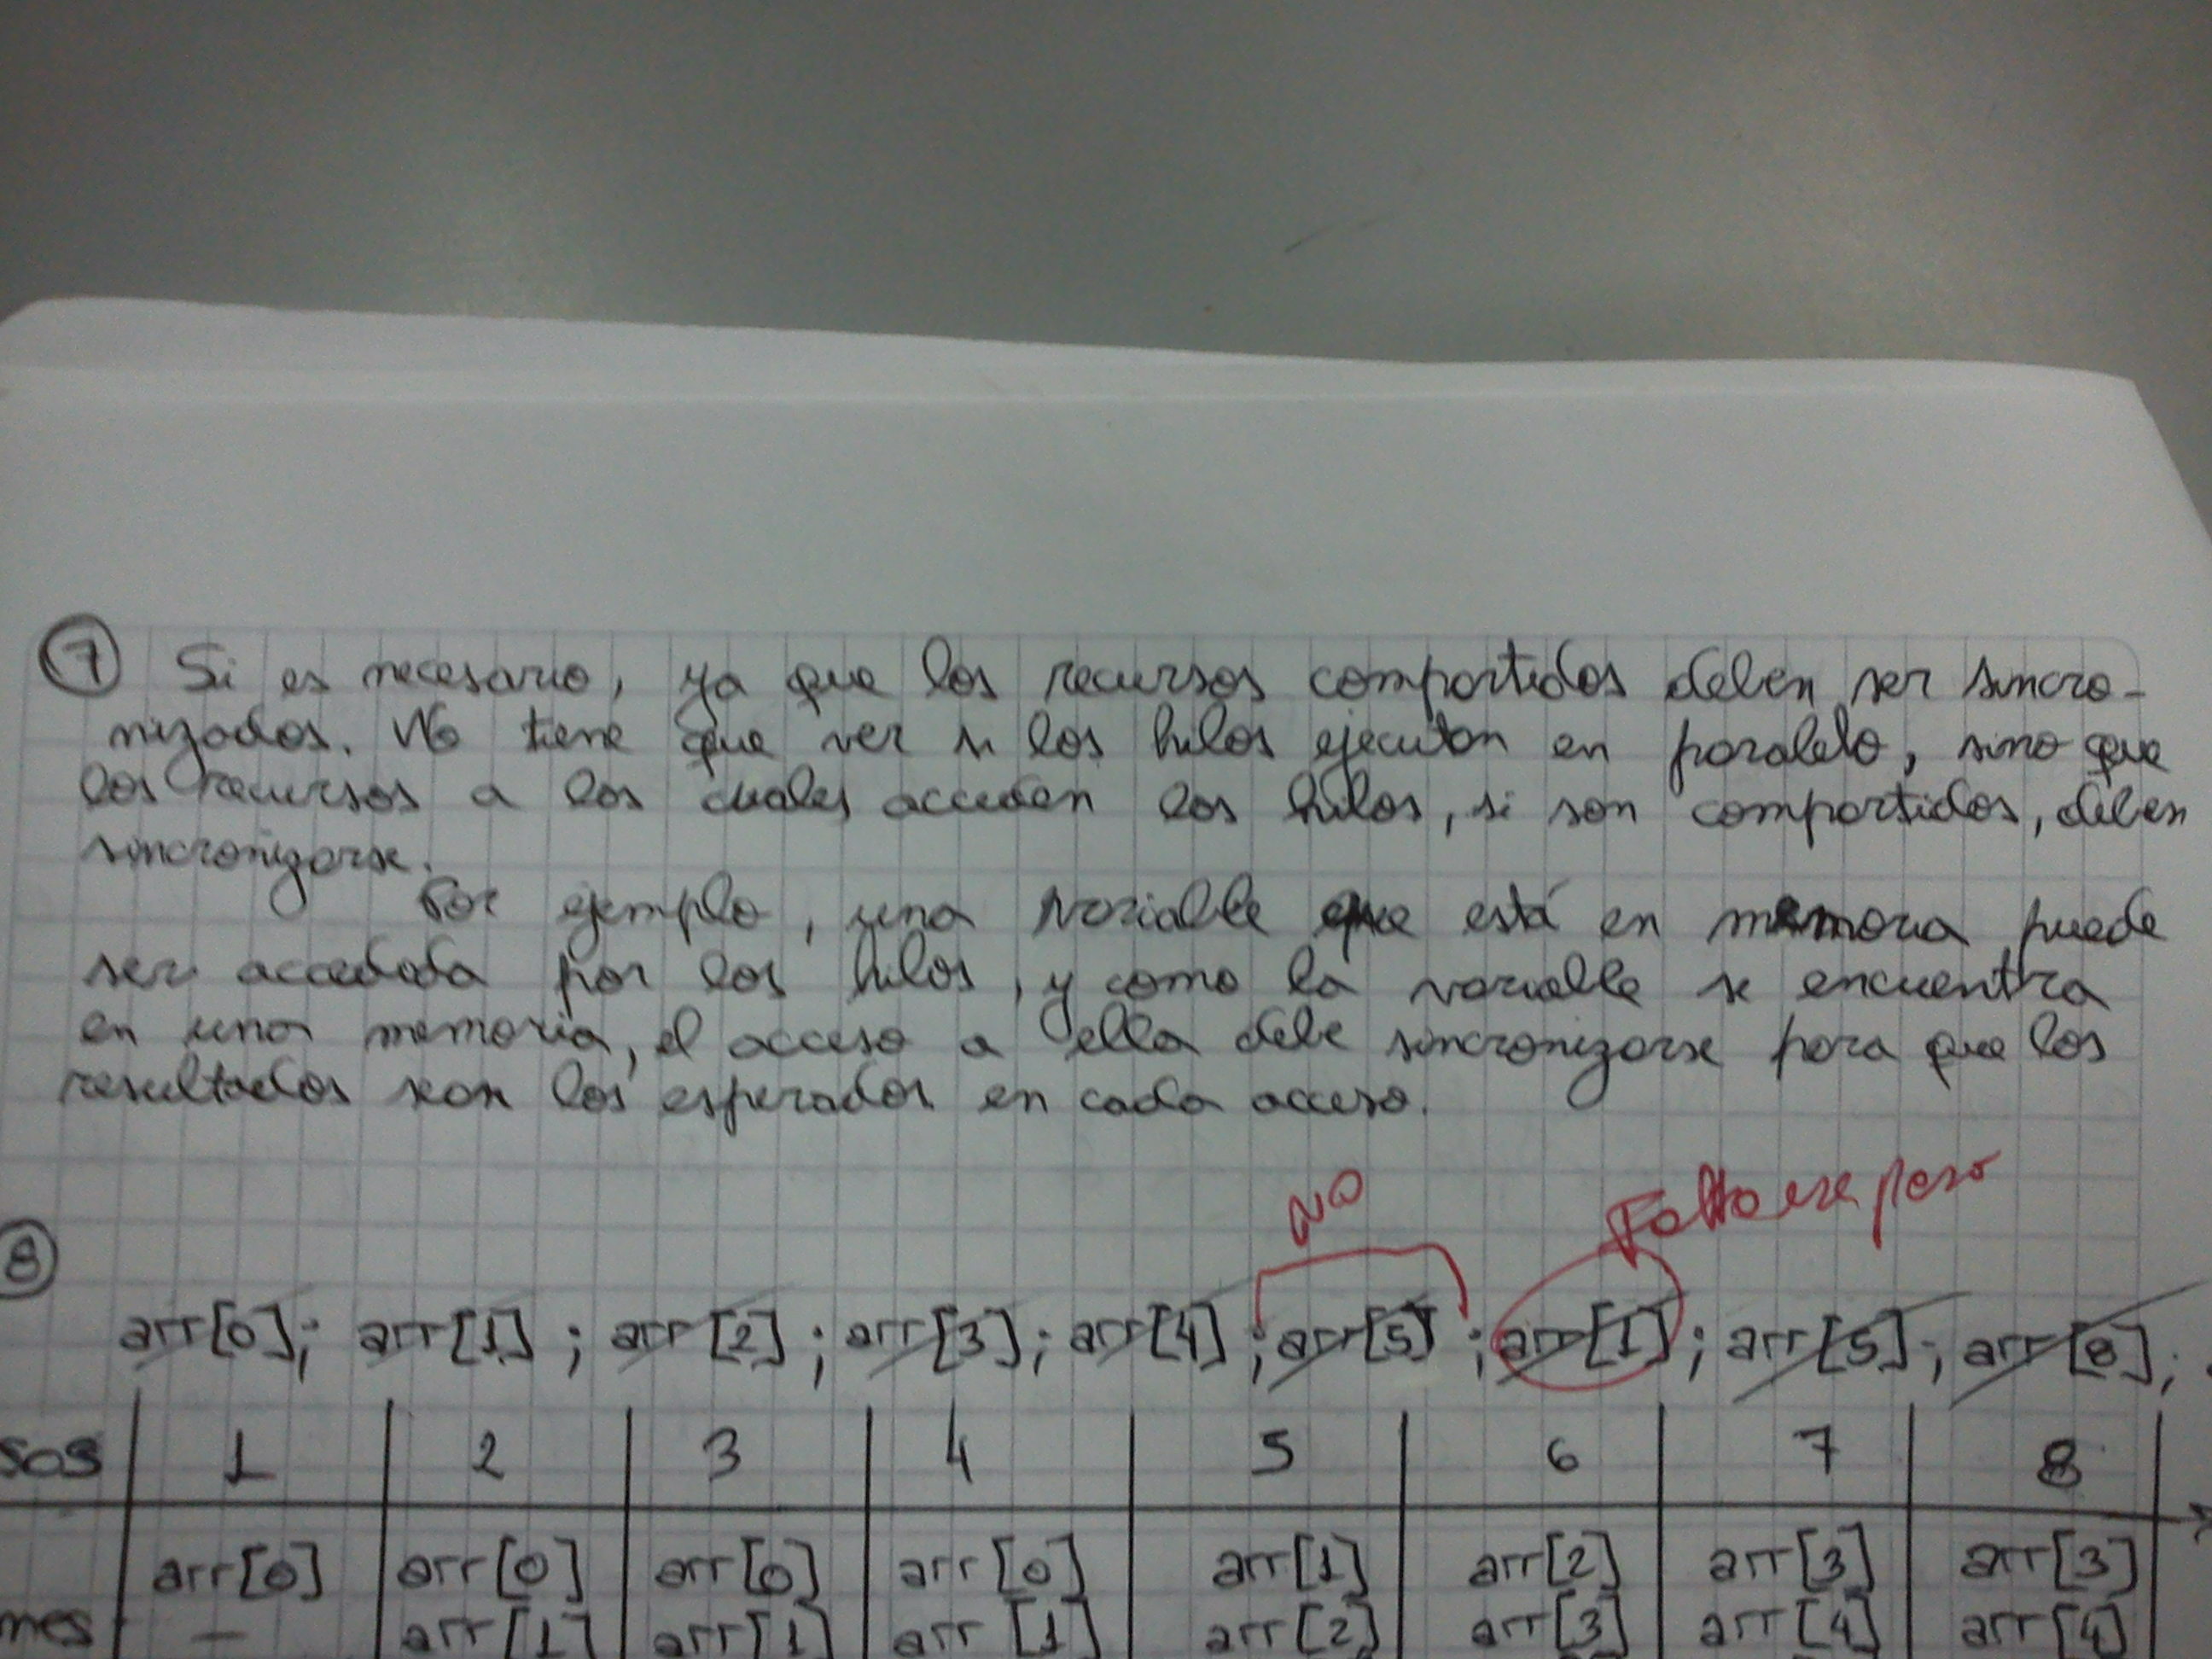 7 Si es necesario, ya que los recursos compartidos deben ser sincro-
nizados. No tiene que ver si los hilos ejecutan en paralelo, sino que
los recursos a los cuales acceden los hilos, si son compartidos, deben
sincronizarse.
Por ejemplo, una variable que está en memoria puede
ser accedida por los hilos, y como la variable se encuentra
en una memoria, el acceso a ella debe sincronizarse para que los
resultados sean los esperados en cada acceso.
NO Falta ese paso
8
arr[0]; arr[1]; arr[2]; arr[3]; arr[4]; arr[5]; arr[1]; arr[5]; arr[8];
sos 1 2 3 4 5 6 7 8
arr[0] arr[0] arr[0] arr[0] arr[1] arr[2] arr[3] arr[3]
nes — arr[1] arr[1] arr[1] arr[2] arr[3] arr[4] arr[4]